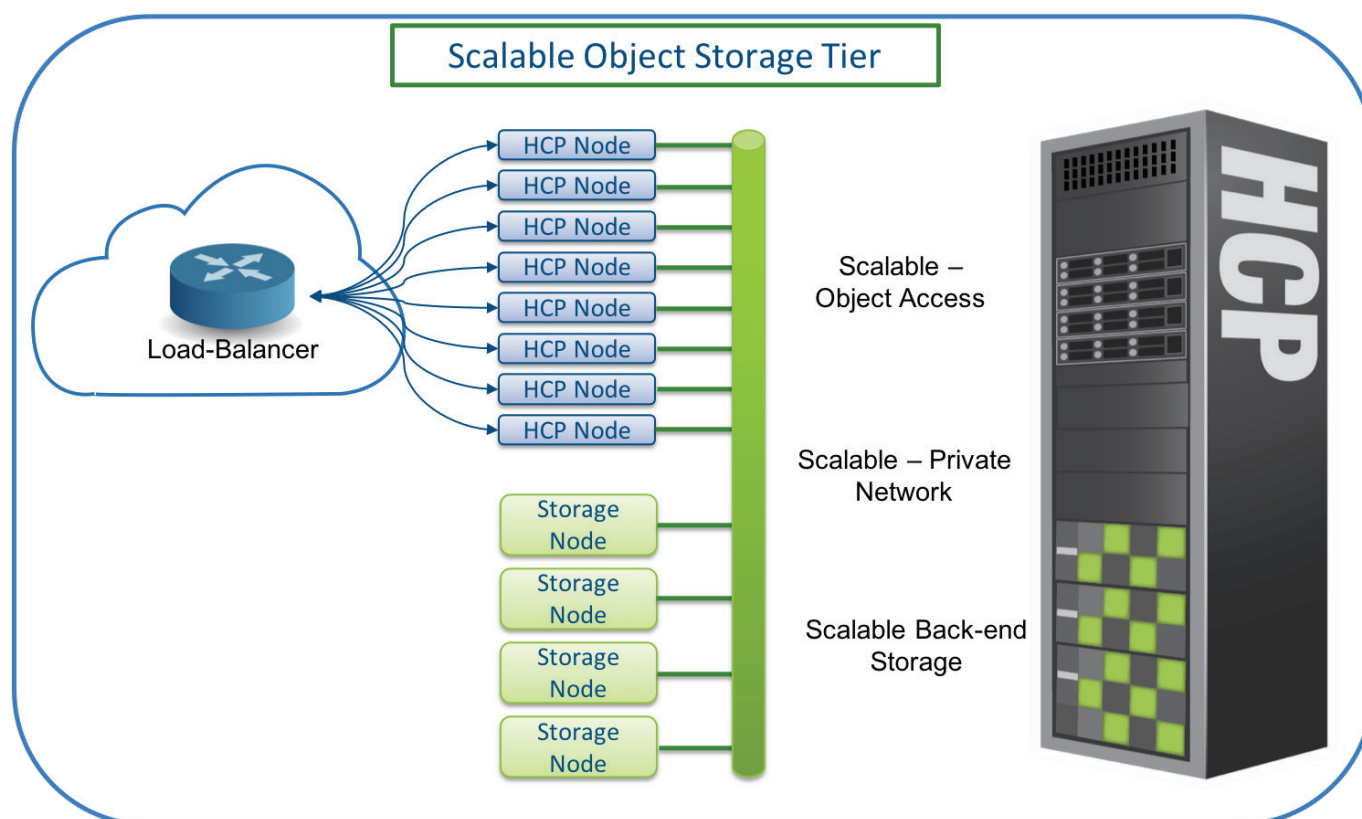 Scalable Object Storage Tier
HCP Node
HCP Node
HCP Node
HCP Node
HCP Node
HCP Node
HCP Node
HCP Node
Load-Balancer
Storage
Node
Storage
Node
Storage
Node
Storage
Node
Scalable –
Object Access
Scalable – Private
Network
Scalable Back-end
Storage
HCP